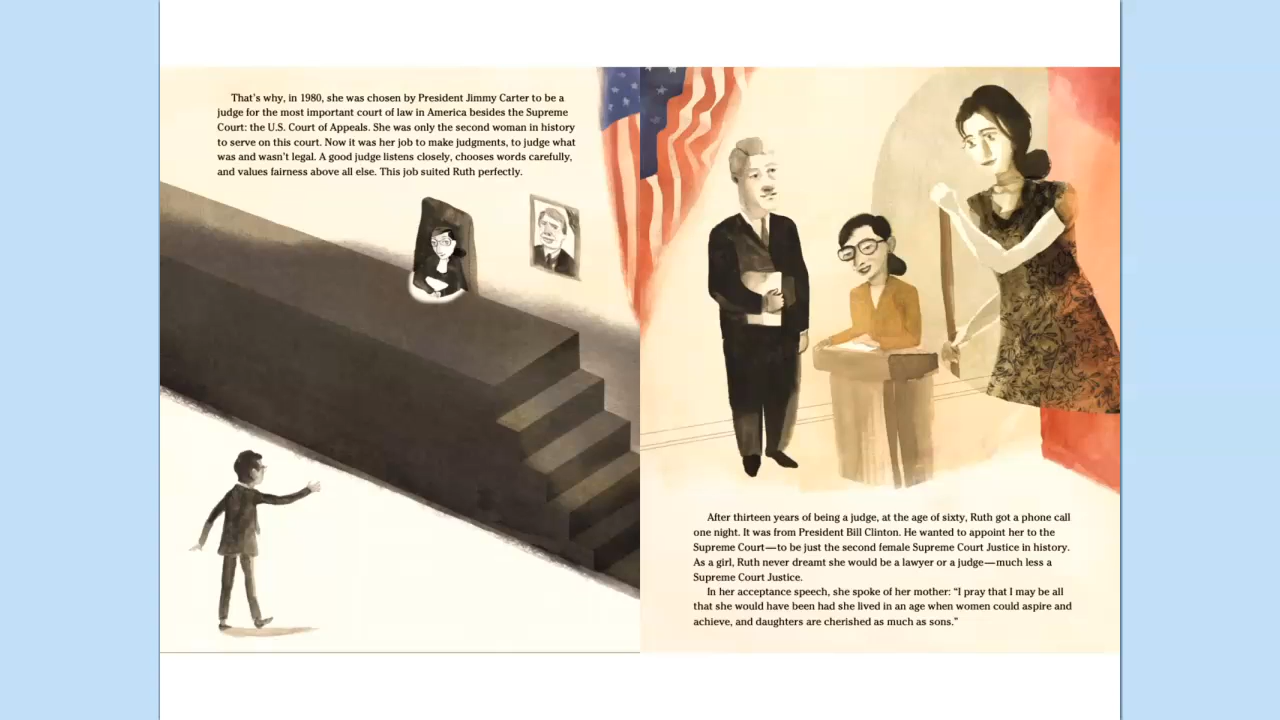 That's why, in 1980, she was chosen by President Jimmy Carter to be a
judge for the most important court of law in America besides the Supreme
Court: the U.S. Court of Appeals. She was only the second woman in history
to serve on this court. Now it was her job to make judgments, to judge what
was and wasn't legal. A good judge listens closely, chooses words carefully,
and values fairness above all else. This job suited Ruth perfectly.
After thirteen years of being a judge, at the age of sixty, Ruth got a phone call
one night. It was from President Bill Clinton. He wanted to appoint her to the
Supreme Court—to be just the second female Supreme Court Justice in history.
As a girl, Ruth never dreamt she would be a lawyer or a judge—much less a
Supreme Court Justice.
In her acceptance speech, she spoke of her mother: “I pray that I may be all
that she would have been had she lived in an age when women could aspire and
achieve, and daughters are cherished as much as sons.”